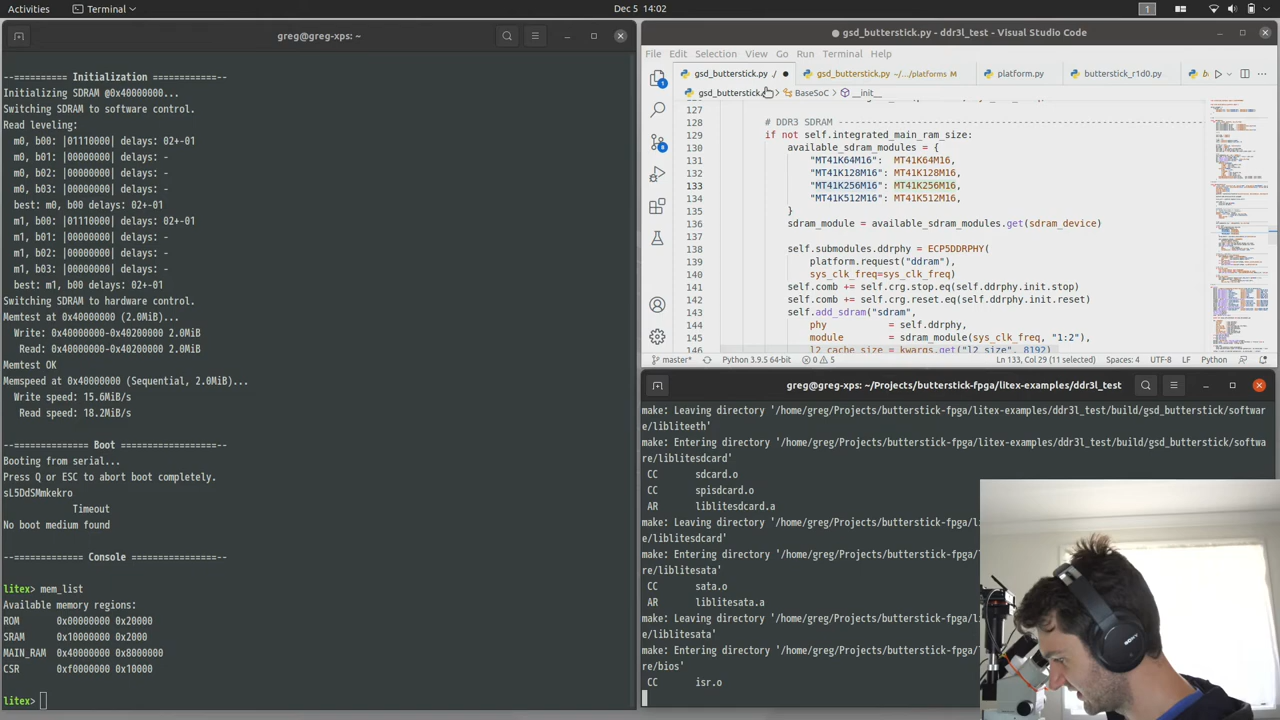 Activities
Terminal
Dec 5 14:02
1
greg@greg-xps: ~
--=========== Initialization ============--
Initializing SDRAM @0x40000000...
Switching SDRAM to software control.
Read leveling:
m0, b00: |01110000| delays: 02+-01
m0, b01: |00000000| delays: -
m0, b02: |00000000| delays: -
m0, b03: |00000000| delays: -
best: m0, b00 delays: 02+-01
m1, b00: |01110000| delays: 02+-01
m1, b01: |00000000| delays: -
m1, b02: |00000000| delays: -
m1, b03: |00000000| delays: -
best: m1, b00 delays: 02+-01
Switching SDRAM to hardware control.
Memtest at 0x40000000 (2.0MiB)...
Write: 0x40000000-0x40200000 2.0MiB
Read: 0x40000000-0x40200000 2.0MiB
Memtest OK
Memspeed at 0x40000000 (Sequential, 2.0MiB)...
Write speed: 15.6MiB/s
Read speed: 18.2MiB/s
--============== Boot ==================--
Booting from serial...
Press Q or ESC to abort boot completely.
sL5DdSMmkekro
Timeout
No boot medium found
--============= Console ================--
litex> mem_list
Available memory regions:
ROM 0x00000000 0x20000
SRAM 0x10000000 0x2000
MAIN_RAM 0x40000000 0x8000000
CSR 0xf0000000 0x10000
litex>
● gsd_butterstick.py - ddr3l_test - Visual Studio Code
File Edit Selection View Go Run Terminal Help
gsd_butterstick.py ./ ●
gsd_butterstick.py ~/.../platforms M
platform.py
butterstick_r1d0.py
gsd_butterstick. > BaseSoC > __init__
127
128 # DDR3 SDRAM
129 if not self.integrated_main_ram_size:
130 available_sdram_modules = {
131 "MT41K64M16": MT41K64M16,
132 "MT41K128M16": MT41K128M16,
133 "MT41K256M16": MT41K256M16,
134 "MT41K512M16": MT41K512M16,
135 }
136 sdram_module = available_sdram_modules.get(sdram_device)
137
138 self.submodules.ddrphy = ECP5DDRPHY(
139 platform.request("ddram"),
140 sys_clk_freq=sys_clk_freq)
141 self.comb += self.crg.stop.eq(self.ddrphy.init.stop)
142 self.comb += self.crg.reset.eq(self.ddrphy.init.reset)
143 self.add_sdram("sdram",
144 phy = self.ddrphy,
145 module = sdram_module(sys_clk_freq, "1:2"),
146 l2_cache_size = kwargs.get("l2_size", 8192)
master* Python 3.9.5 64-bit 0 5 Ln 133, Col 29 (11 selected) Spaces: 4 UTF-8 LF Python
greg@greg-xps: ~/Projects/butterstick-fpga/litex-examples/ddr3l_test
make: Leaving directory '/home/greg/Projects/butterstick-fpga/litex-examples/ddr3l_test/build/gsd_butterstick/softwar
e/libliteeth'
make: Entering directory '/home/greg/Projects/butterstick-fpga/litex-examples/ddr3l_test/build/gsd_butterstick/softwa
re/liblitesdcard'
CC sdcard.o
CC spisdcard.o
AR liblitesdcard.a
make: Leaving directory '/home/greg/Projects/butterstick-fpga/li
e/liblitesdcard'
make: Entering directory '/home/greg/Projects/butterstick-fpga/l
re/liblitesata'
CC sata.o
AR liblitesata.a
make: Leaving directory '/home/greg/Projects/butterstick-fpga/li
e/liblitesata'
make: Entering directory '/home/greg/Projects/butterstick-fpga/l
re/bios'
CC isr.o
SONY